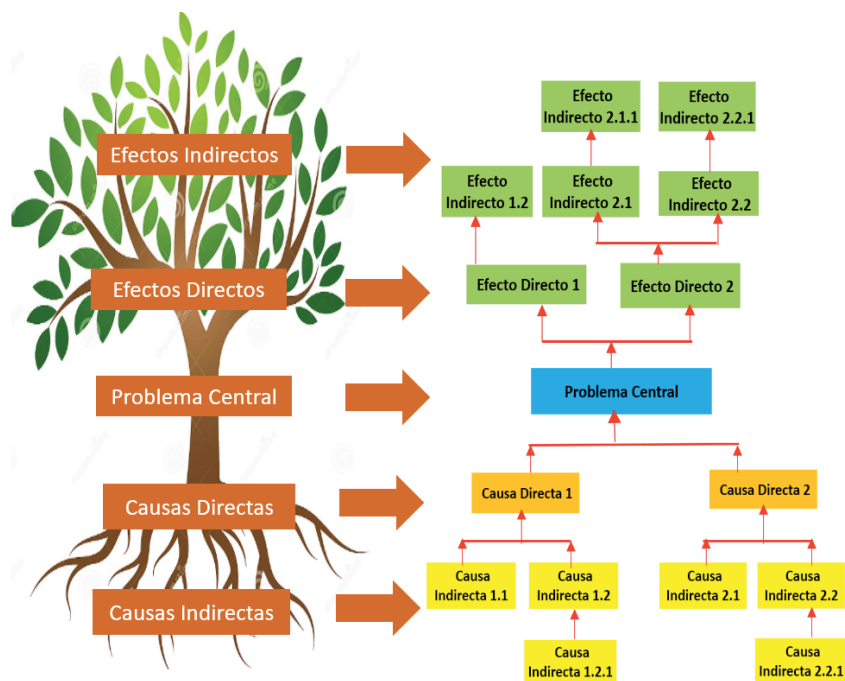 Efectos Indirectos
Efectos Directos
Problema Central
Causas Directas
Causas Indirectas
Efecto
Indirecto 2.1.1
Efecto
Indirecto 2.2.1
Efecto
Indirecto 1.2
Efecto
Indirecto 2.1
Efecto
Indirecto 2.2
Efecto Directo 1
Efecto Directo 2
Problema Central
Causa Directa 1
Causa Directa 2
Causa
Indirecta 1.1
Causa
Indirecta 1.2
Causa
Indirecta 2.1
Causa
Indirecta 2.2
Causa
Indirecta 1.2.1
Causa
Indirecta 2.2.1